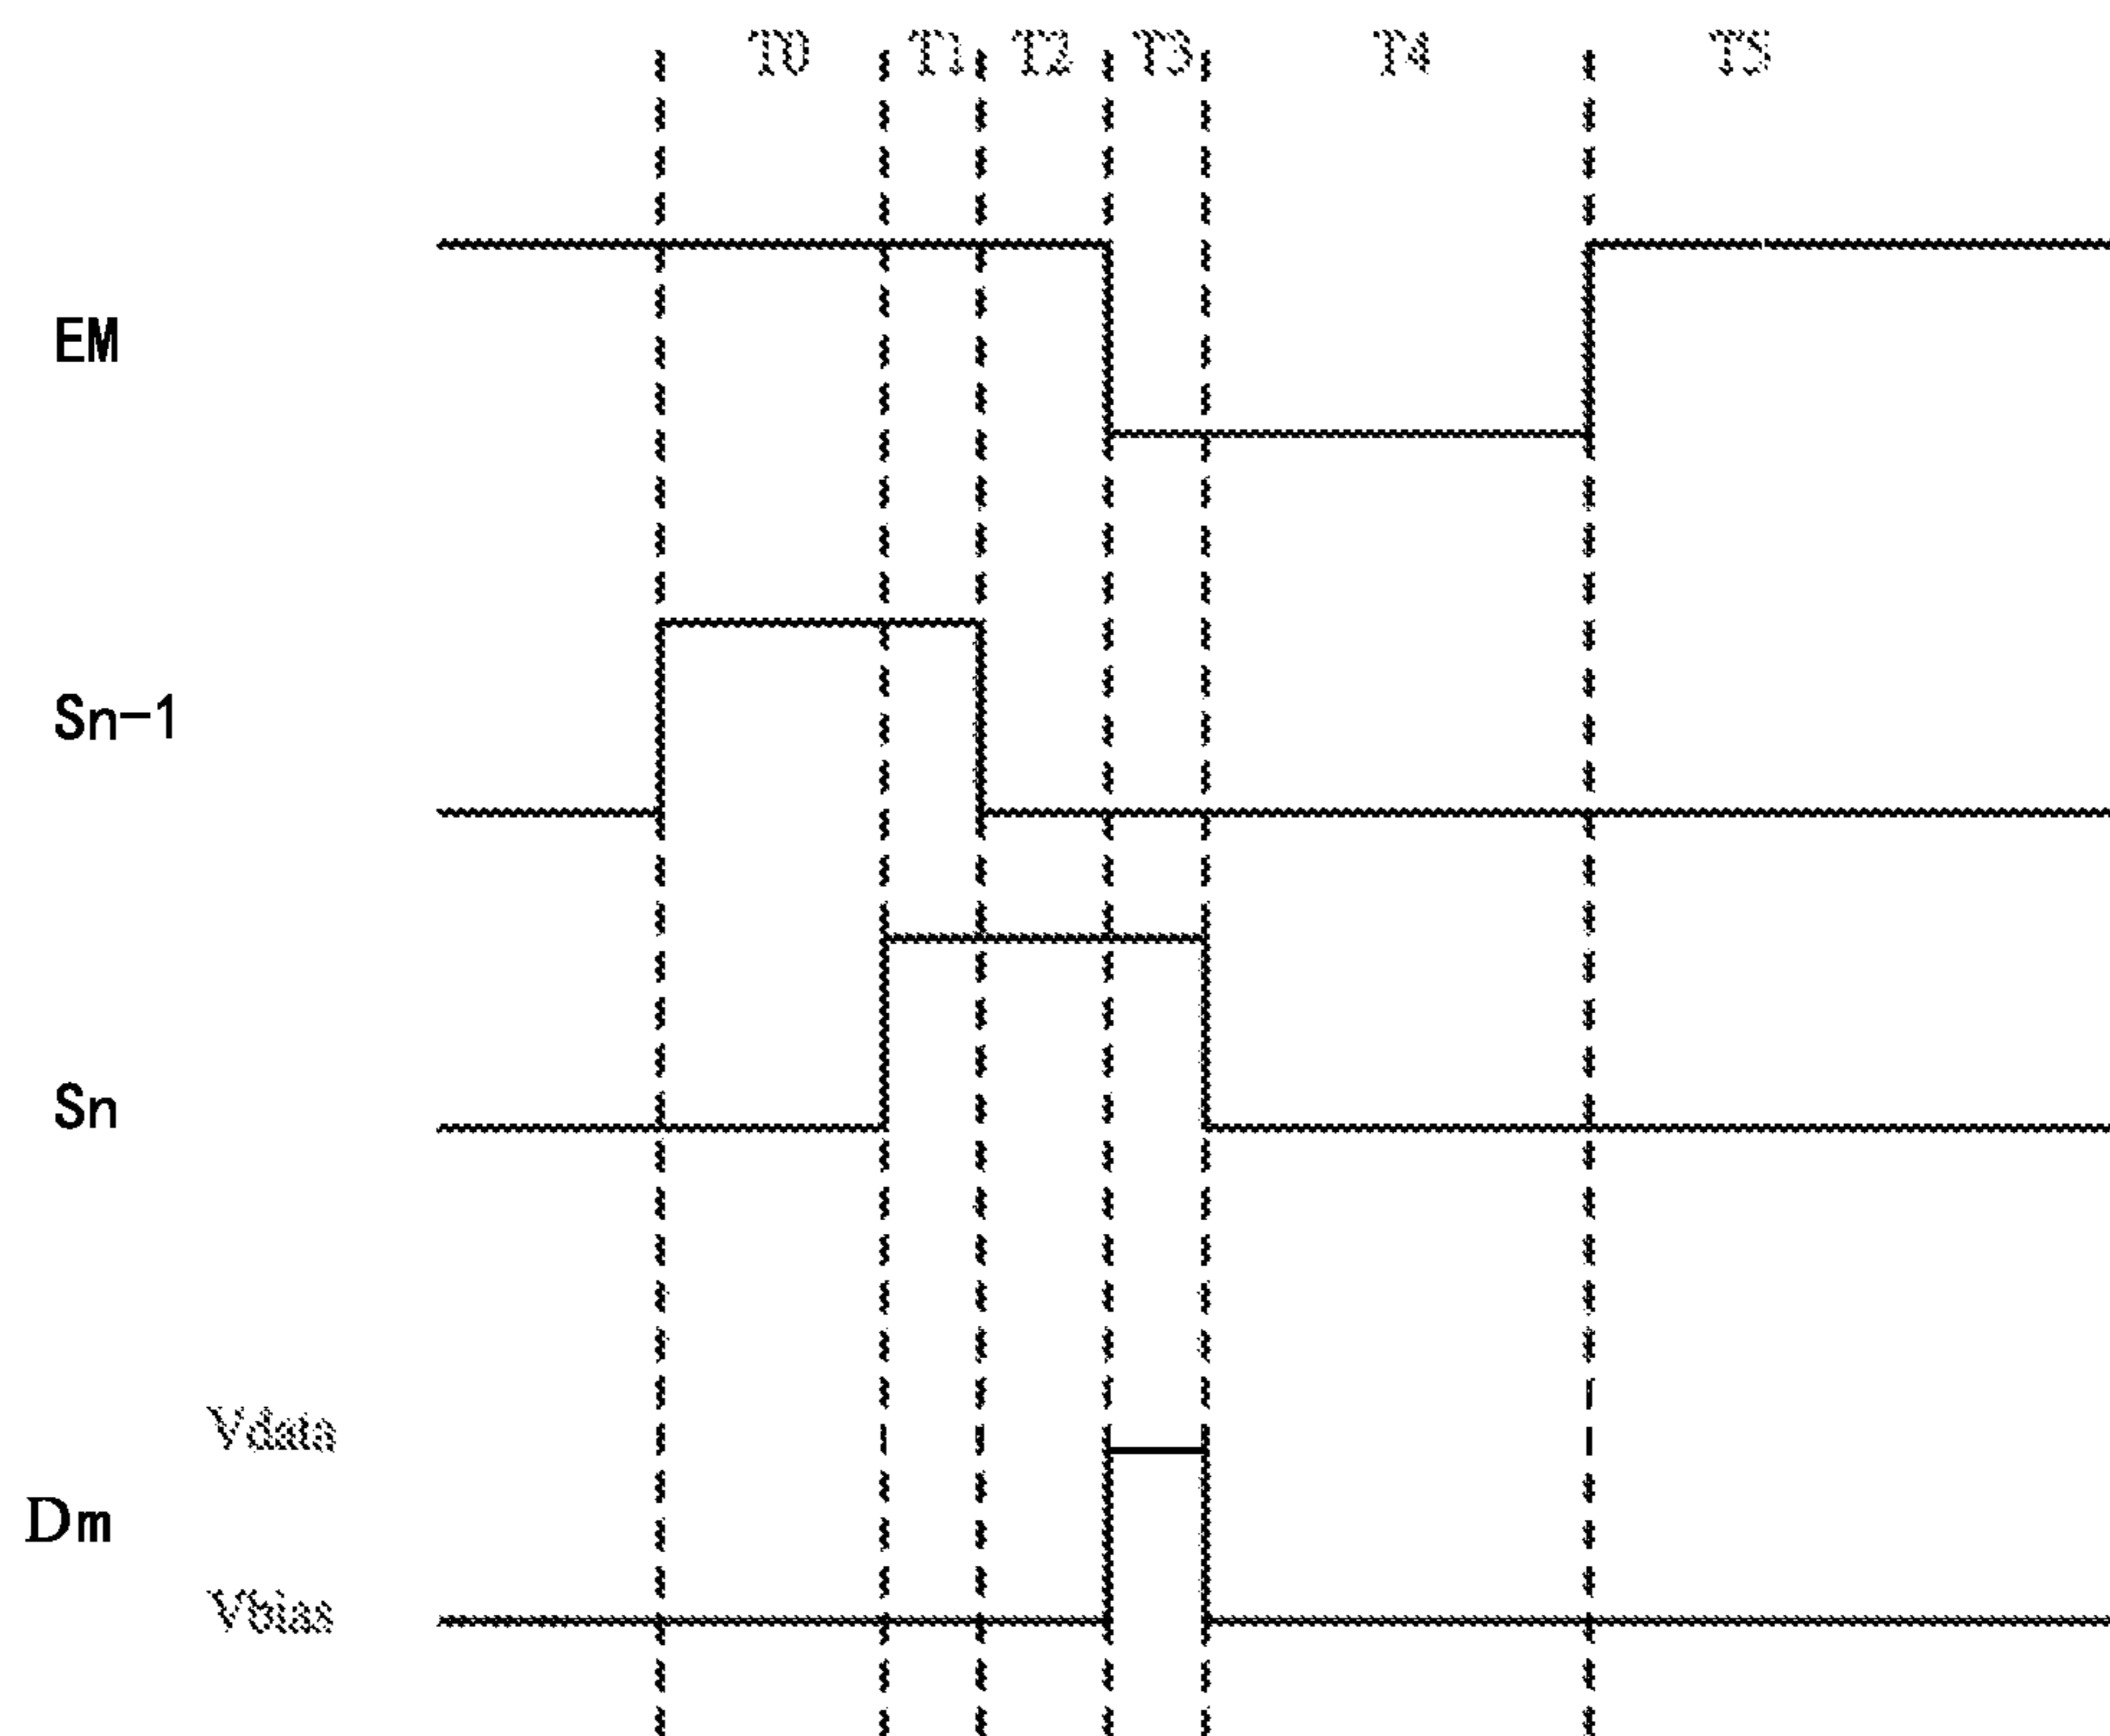 T0 T1 T2 T3 T4 T5
EM
Sn-1
Sn
Vdata
Dm
Vbias